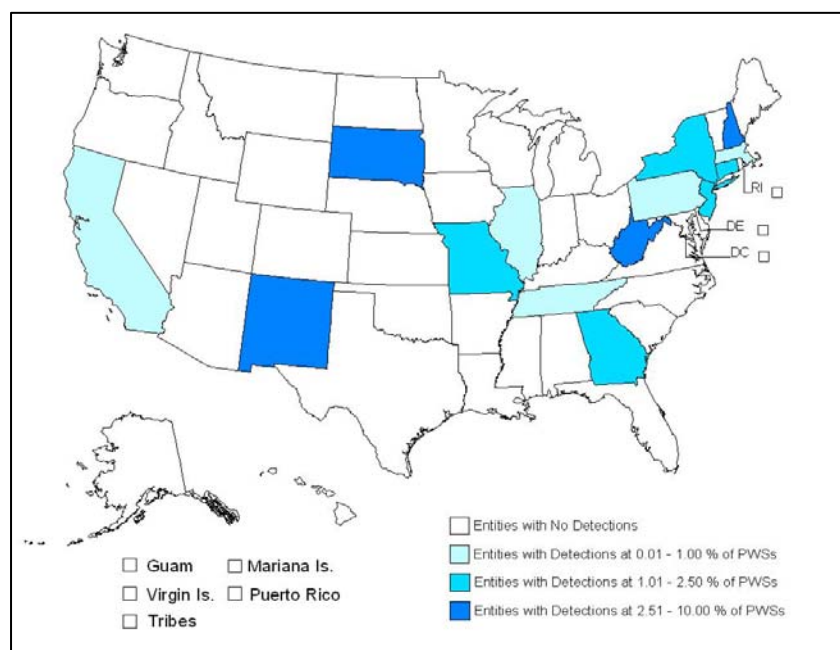 RI
DE
DC
Entities with No Detections
Entities with Detections at 0.01 - 1.00 % of PWSs
Entities with Detections at 1.01 - 2.50 % of PWSs
Entities with Detections at 2.51 - 10.00 % of PWSs
Guam Mariana Is.
Virgin Is. Puerto Rico
Tribes